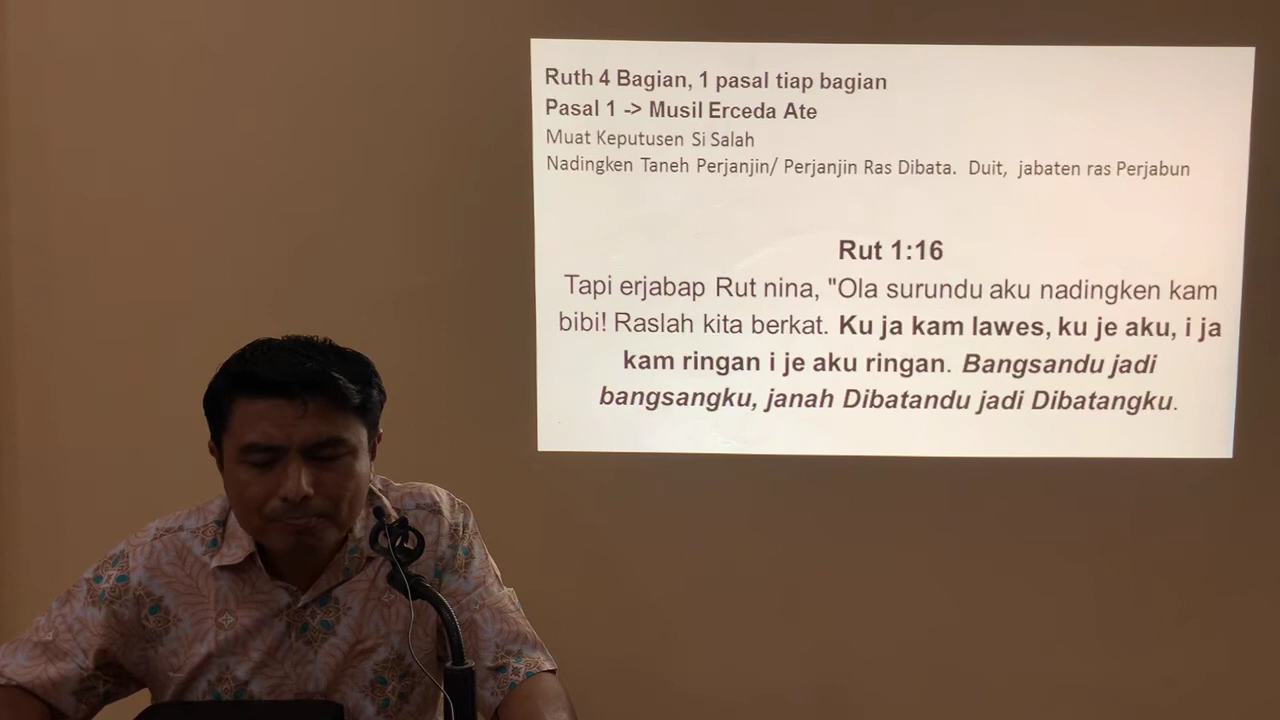 Ruth 4 Bagian, 1 pasal tiap bagian
Pasal 1 -> Musil Erceda Ate
Muat Keputusen Si Salah
Nadingken Taneh Perjanjin/ Perjanjin Ras Dibata. Duit, jabaten ras Perjabun
Rut 1:16
Tapi erjabap Rut nina, "Ola surundu aku nadingken kam
bibi! Raslah kita berkat. Ku ja kam lawes, ku je aku, i ja
kam ringan i je aku ringan. Bangsandu jadi
bangsangku, janah Dibatandu jadi Dibatangku.